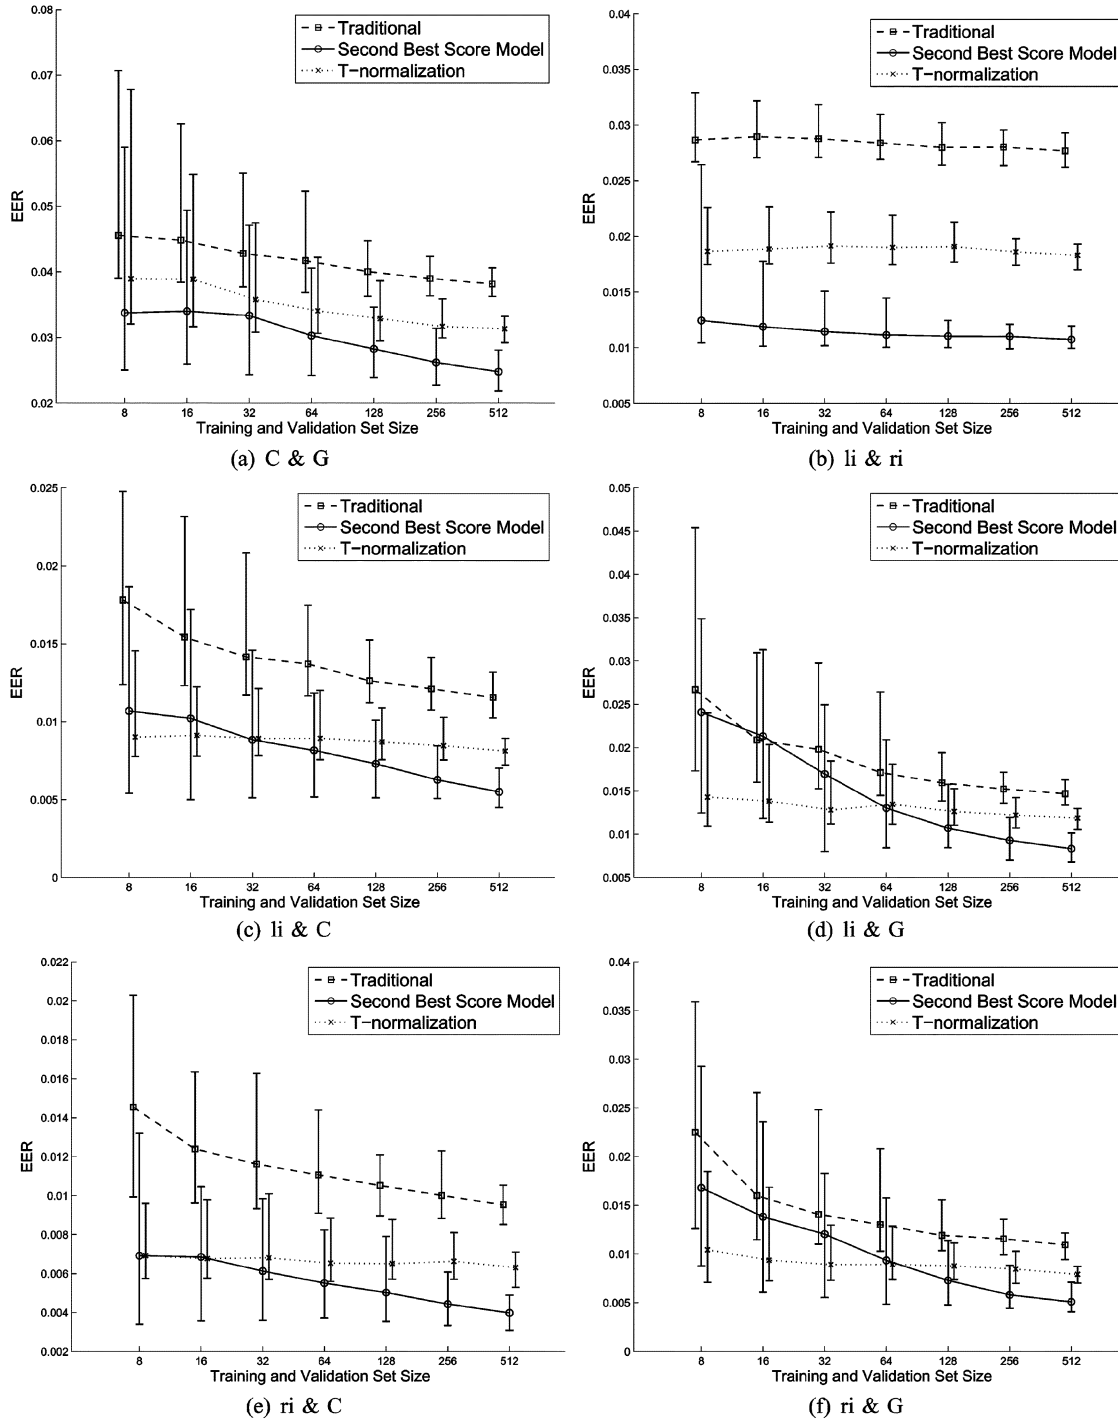 0.08
0.07
0.06
0.05
0.04
0.03
0.02
EER
Traditional
Second Best Score Model
T-normalization
8 16 32 64 128 256 512
Training and Validation Set Size
(a) C & G
0.04
0.035
0.03
0.025
0.02
0.015
0.01
0.005
EER
Traditional
Second Best Score Model
T-normalization
8 16 32 64 128 256 512
Training and Validation Set Size
(b) li & ri
0.025
0.02
0.015
0.01
0.005
0
EER
Traditional
Second Best Score Model
T-normalization
8 16 32 64 128 256 512
Training and Validation Set Size
(c) li & C
0.05
0.045
0.04
0.035
0.03
0.025
0.02
0.015
0.01
0.005
EER
Traditional
Second Best Score Model
T-normalization
8 16 32 64 128 256 512
Training and Validation Set Size
(d) li & G
0.022
0.02
0.018
0.016
0.014
0.012
0.01
0.008
0.006
0.004
0.002
EER
Traditional
Second Best Score Model
T-normalization
8 16 32 64 128 256 512
Training and Validation Set Size
(e) ri & C
0.04
0.035
0.03
0.025
0.02
0.015
0.01
0.005
0
EER
Traditional
Second Best Score Model
T-normalization
8 16 32 64 128 256 512
Training and Validation Set Size
(f) ri & G